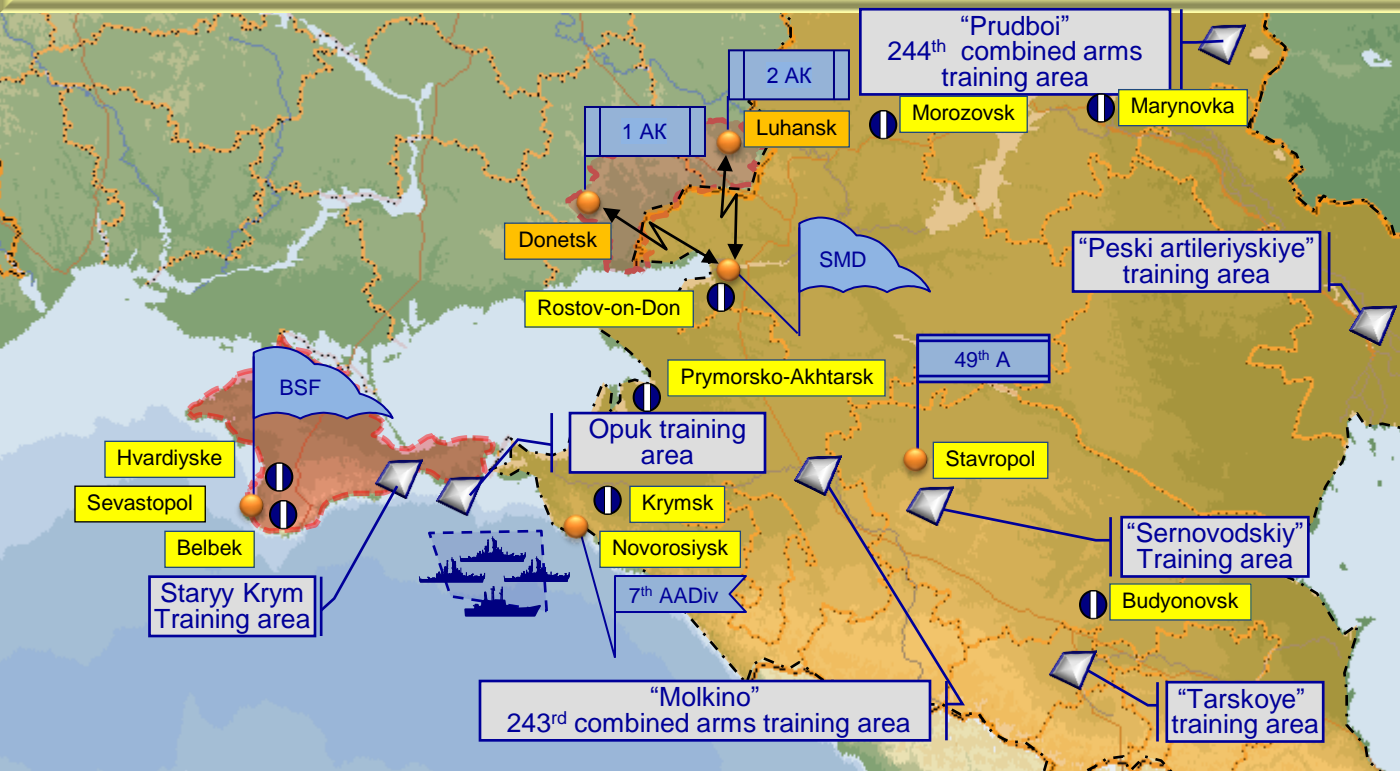 “Prudboi”
244th combined arms
training area
2 AK
1 AK
Luhansk
Morozovsk
Marynovka
Donetsk
SMD
“Peski artileriyskiye”
training area
Rostov-on-Don
49th A
Prymorsko-Akhtarsk
BSF
Opuk training
area
Hvardiyske
Stavropol
Sevastopol
Krymsk
Belbek
Novorosiysk
“Sernovodskiy”
Training area
Staryy Krym
Training area
7th AADiv
Budyonovsk
“Molkino”
243rd combined arms training area
“Tarskoye”
training area